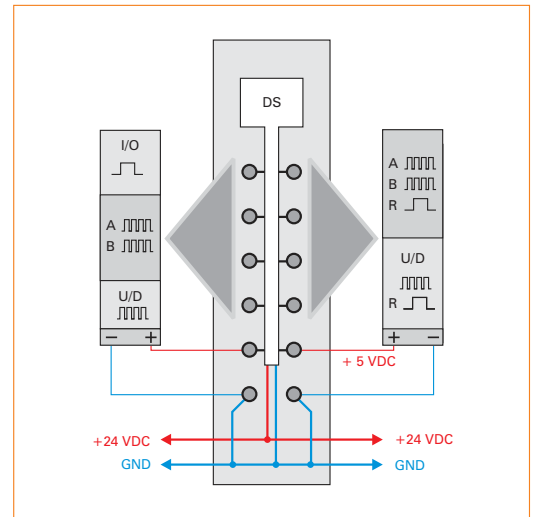 DS
I/O
A
B
U/D
− +
A
B
R
U/D
R
+ −
+ 5 VDC
+24 VDC
GND
+24 VDC
GND